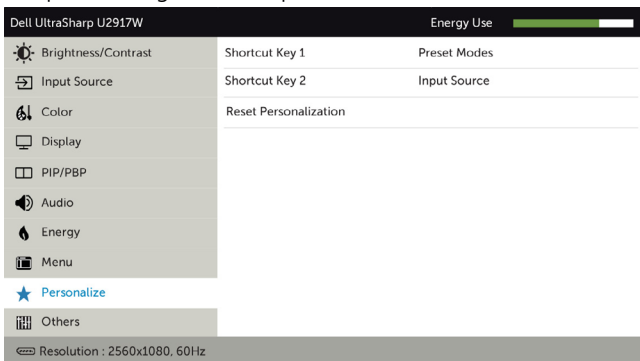 Dell UltraSharp U2917W Energy Use
Brightness/Contrast Shortcut Key 1 Preset Modes
Input Source Shortcut Key 2 Input Source
Color Reset Personalization
Display
PIP/PBP
Audio
Energy
Menu
Personalize
Others
Resolution : 2560x1080, 60Hz